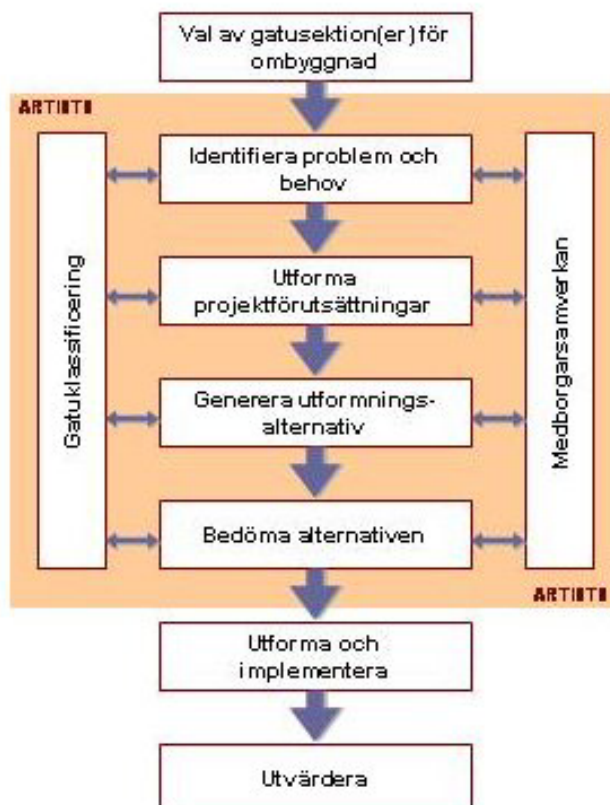 Val av gatusektion(er) för
ombyggnad
ARTISTS
Identifiera problem och
behov
Utforma
projektförutsättningar
Generera utformnings-
alternativ
Bedöma alternativen
Gatuklassificering
Medborgarsamverkan
ARTISTS
Utforma och
implementera
Utvärdera